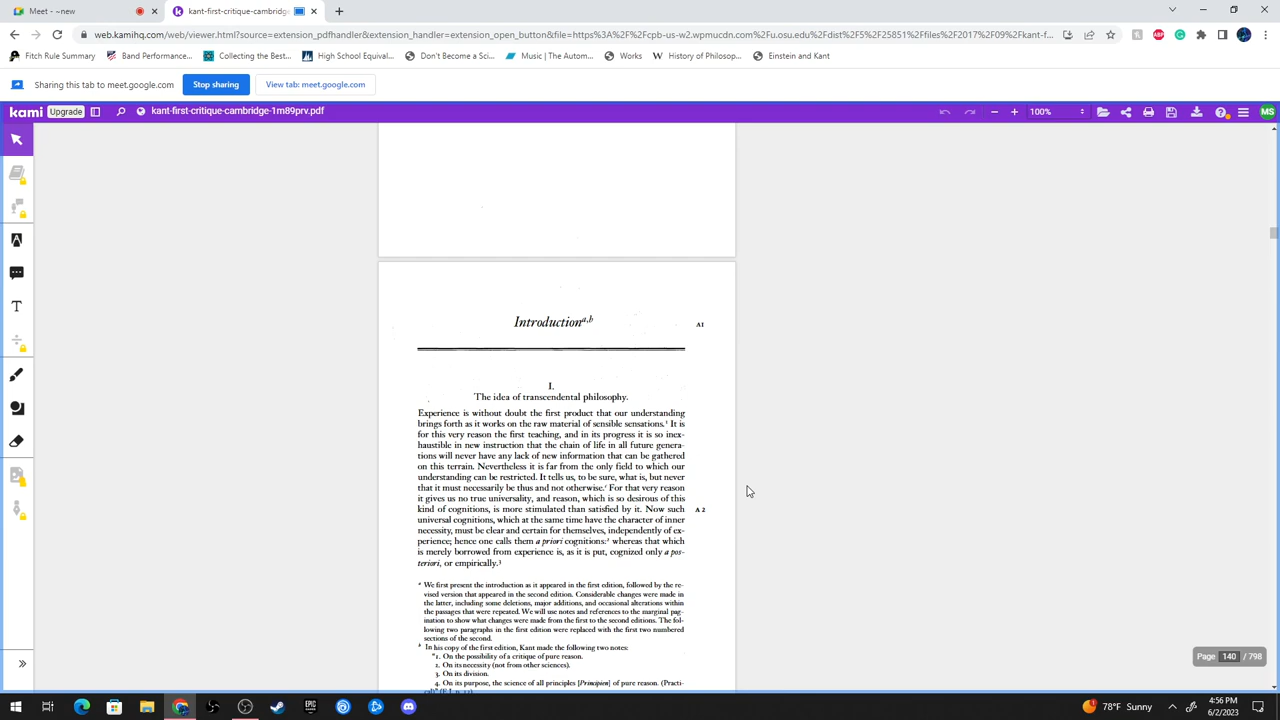 Meet - ~new
kant-first-critique-cambridge-
web.kamihq.com/web/viewer.html?source=extension_pdfhandler&extension_handler=extension_open_button&file=https%3A%2F%2Fcpb-us-w2.wpmucdn.com%2Fu.osu.edu%2Fdist%2F5%2F25851%2Ffiles%2F2017%2F09%2Fkant-f...
Fitch Rule Summary
Band Performance...
Collecting the Best...
High School Equival...
Don't Become a Sci...
Music | The Autom...
Works
History of Philosop...
Einstein and Kant
Sharing this tab to meet.google.com
Stop sharing
View tab: meet.google.com
kami Upgrade
kant-first-critique-cambridge-1m89prv.pdf
100%
MS
Introduction a,b
A1
I.
The idea of transcendental philosophy.
Experience is without doubt the first product that our understanding
brings forth as it works on the raw material of sensible sensations.¹ It is
for this very reason the first teaching, and in its progress it is so inex-
haustible in new instruction that the chain of life in all future genera-
tions will never have any lack of new information that can be gathered
on this terrain. Nevertheless it is far from the only field to which our
understanding can be restricted. It tells us, to be sure, what is, but never
that it must necessarily be thus and not otherwise. For that very reason
it gives us no true universality, and reason, which is so desirous of this
kind of cognitions, is more stimulated than satisfied by it. Now such
A 2
universal cognitions, which at the same time have the character of inner
necessity, must be clear and certain for themselves, independently of ex-
perience; hence one calls them a priori cognitions:² whereas that which
is merely borrowed from experience is, as it is put, cognized only a pos-
teriori, or empirically.³
a We first present the introduction as it appeared in the first edition, followed by the re-
vised version that appeared in the second edition. Considerable changes were made in
the latter, including some deletions, major additions, and occasional alterations within
the passages that were repeated. We will use notes and references to the marginal pag-
ination to show what changes were made from the first to the second editions. The fol-
lowing two paragraphs in the first edition were replaced with the first two numbered
sections of the second.
b In his copy of the first edition, Kant made the following two notes:
"1. On the possibility of a critique of pure reason.
2. On its necessity (not from other sciences).
3. On its division.
4. On its purpose, the science of all principles [Principien] of pure reason. (Practi-
Page 140 / 798
78°F Sunny
4:56 PM
6/2/2023